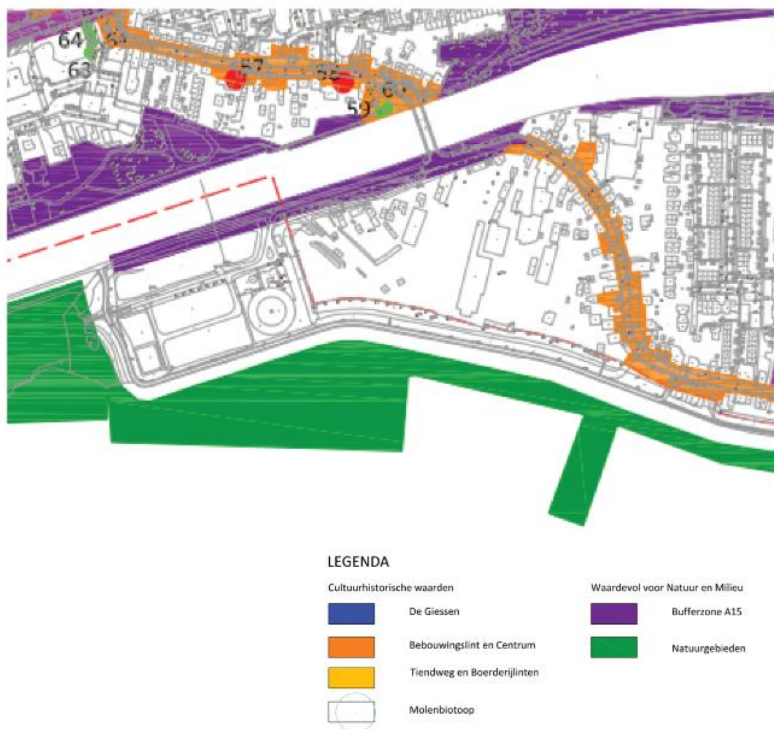 64
63
57
59
LEGENDA
Cultuurhistorische waarden
De Giessen
Bebouwingslint en Centrum
Tiendweg en Boerderijlinten
Molenbiotoop
Waardevol voor Natuur en Milieu
Bufferzone A15
Natuurgebieden